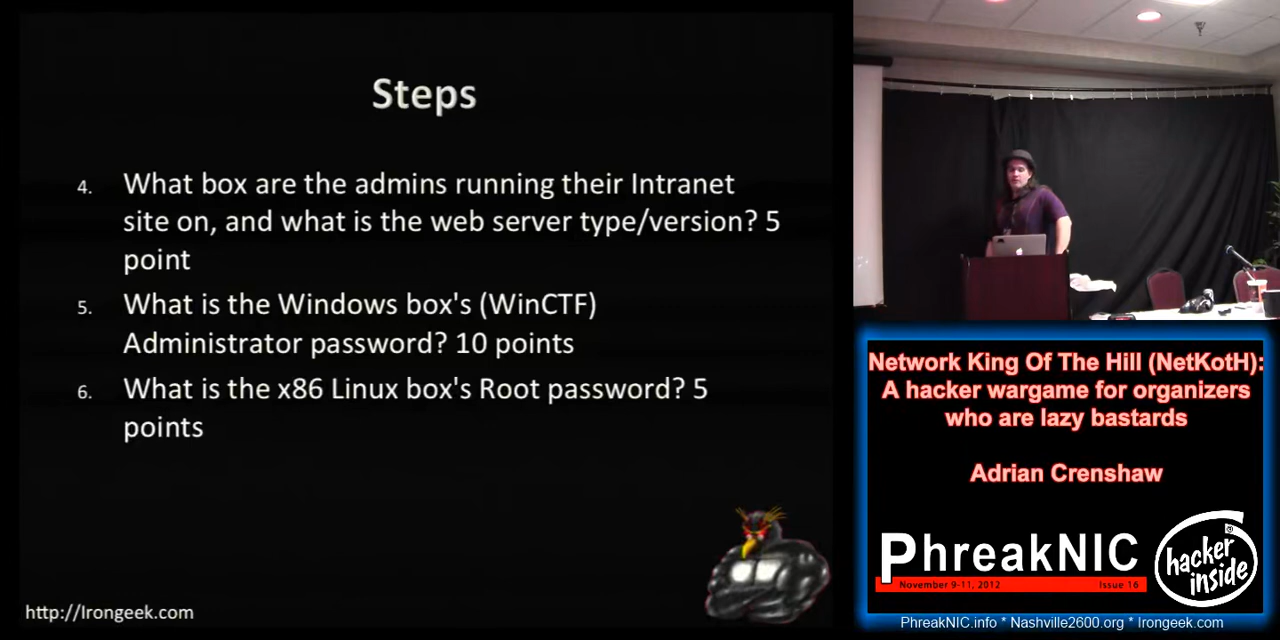 Steps
4. What box are the admins running their Intranet
site on, and what is the web server type/version? 5
point
5. What is the Windows box's (WinCTF)
Administrator password? 10 points
6. What is the x86 Linux box's Root password? 5
points
http://Irongeek.com
Network King Of The Hill (NetKotH):
A hacker wargame for organizers
who are lazy bastards
Adrian Crenshaw
PhreakNIC
November 9-11, 2012 Issue 16
hacker
inside
PhreakNIC.info * Nashville2600.org * Irongeek.com